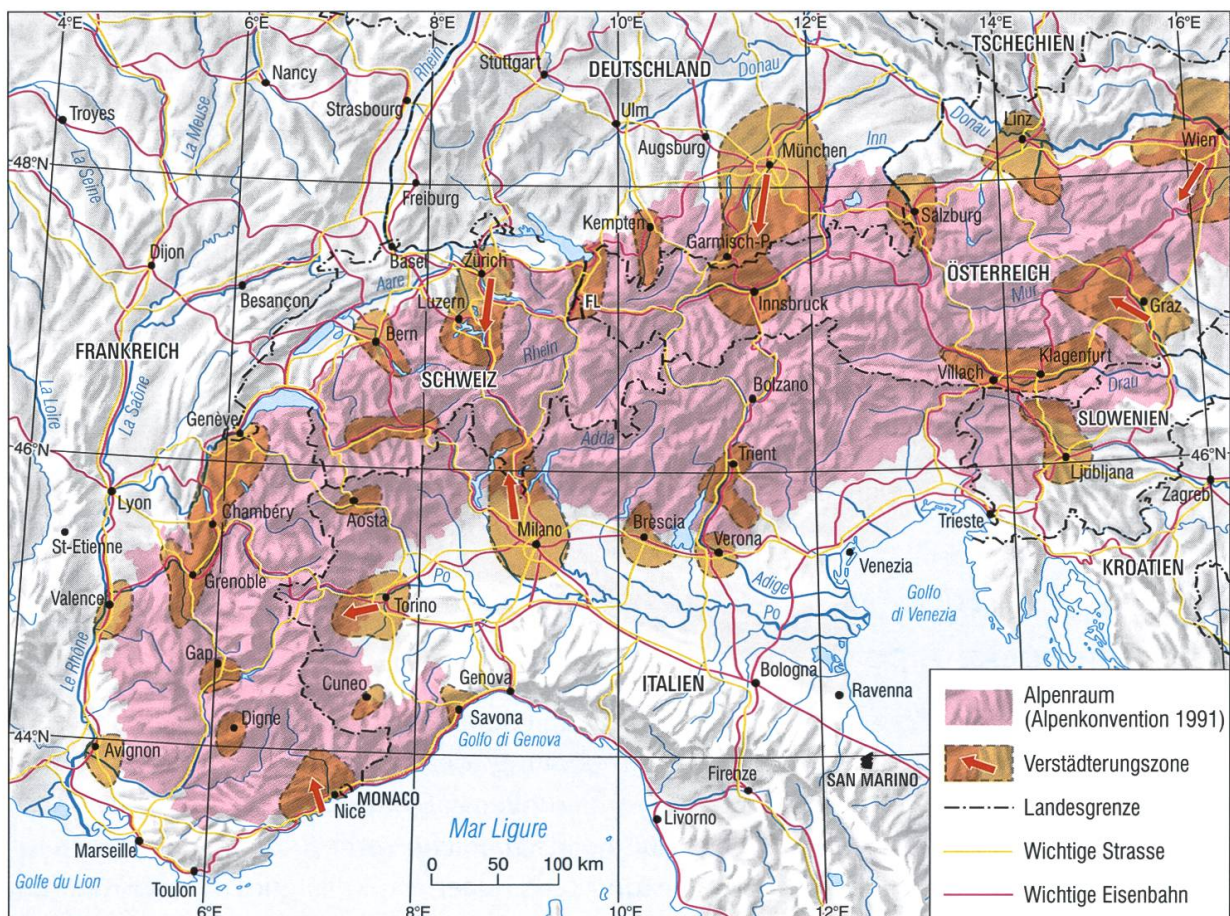 4°E
6°E
8°E
10°E
12°E
14°E
16°E
TSCHECHIEN
Nancy
Rhein
Stuttgart
DEUTSCHLAND
Donau
Troyes
La Meuse
Strasbourg
Ulm
Augsburg
München
Inn
Donau
Linz
Wien
La Seine
48°N
48°N
Freiburg
Kempten
Garmisch-P.
Salzburg
Dijon
Basel
Zürich
Besançon
Aare
Luzern
FL
Innsbruck
ÖSTERREICH
Mur
Graz
FRANKREICH
Bern
Rhein
SCHWEIZ
Bolzano
Villach
Klagenfurt
Drau
La Loire
La Saône
Genève
Adda
SLOWENIEN
46°N
46°N
Trient
Ljubljana
Lyon
Chambéry
Aosta
Milano
Brescia
Verona
Trieste
Zagreb
St-Etienne
Venezia
KROATIEN
Grenoble
Po
Adige
Golfo
di Venezia
Valence
Torino
Po
Le Rhône
Gap
Cuneo
Genova
ITALIEN
Bologna
Ravenna
Digne
Savona
Golfo di Genova
44°N
44°N
Avignon
Nice
MONACO
Firenze
SAN MARINO
Marseille
Mar Ligure
Livorno
Golfe du Lion
Toulon
0 50 100 km
6°E
8°E
10°E
12°E
Alpenraum
(Alpenkonvention 1991)
Verstädterungszone
Landesgrenze
Wichtige Strasse
Wichtige Eisenbahn